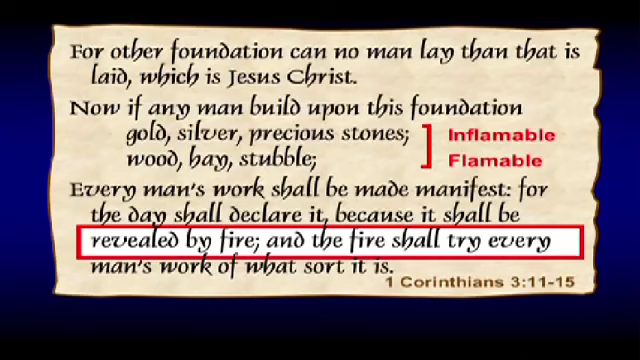 For other foundation can no man lay than that is
laid, which is Jesus Christ.
Now if any man build upon this foundation
gold, silver, precious stones; Inflamable
wood, hay, stubble; Flamable
Every man's work shall be made manifest: for
the day shall declare it, because it shall be
revealed by fire; and the fire shall try every
man's work of what sort it is.
1 Corinthians 3:11-15